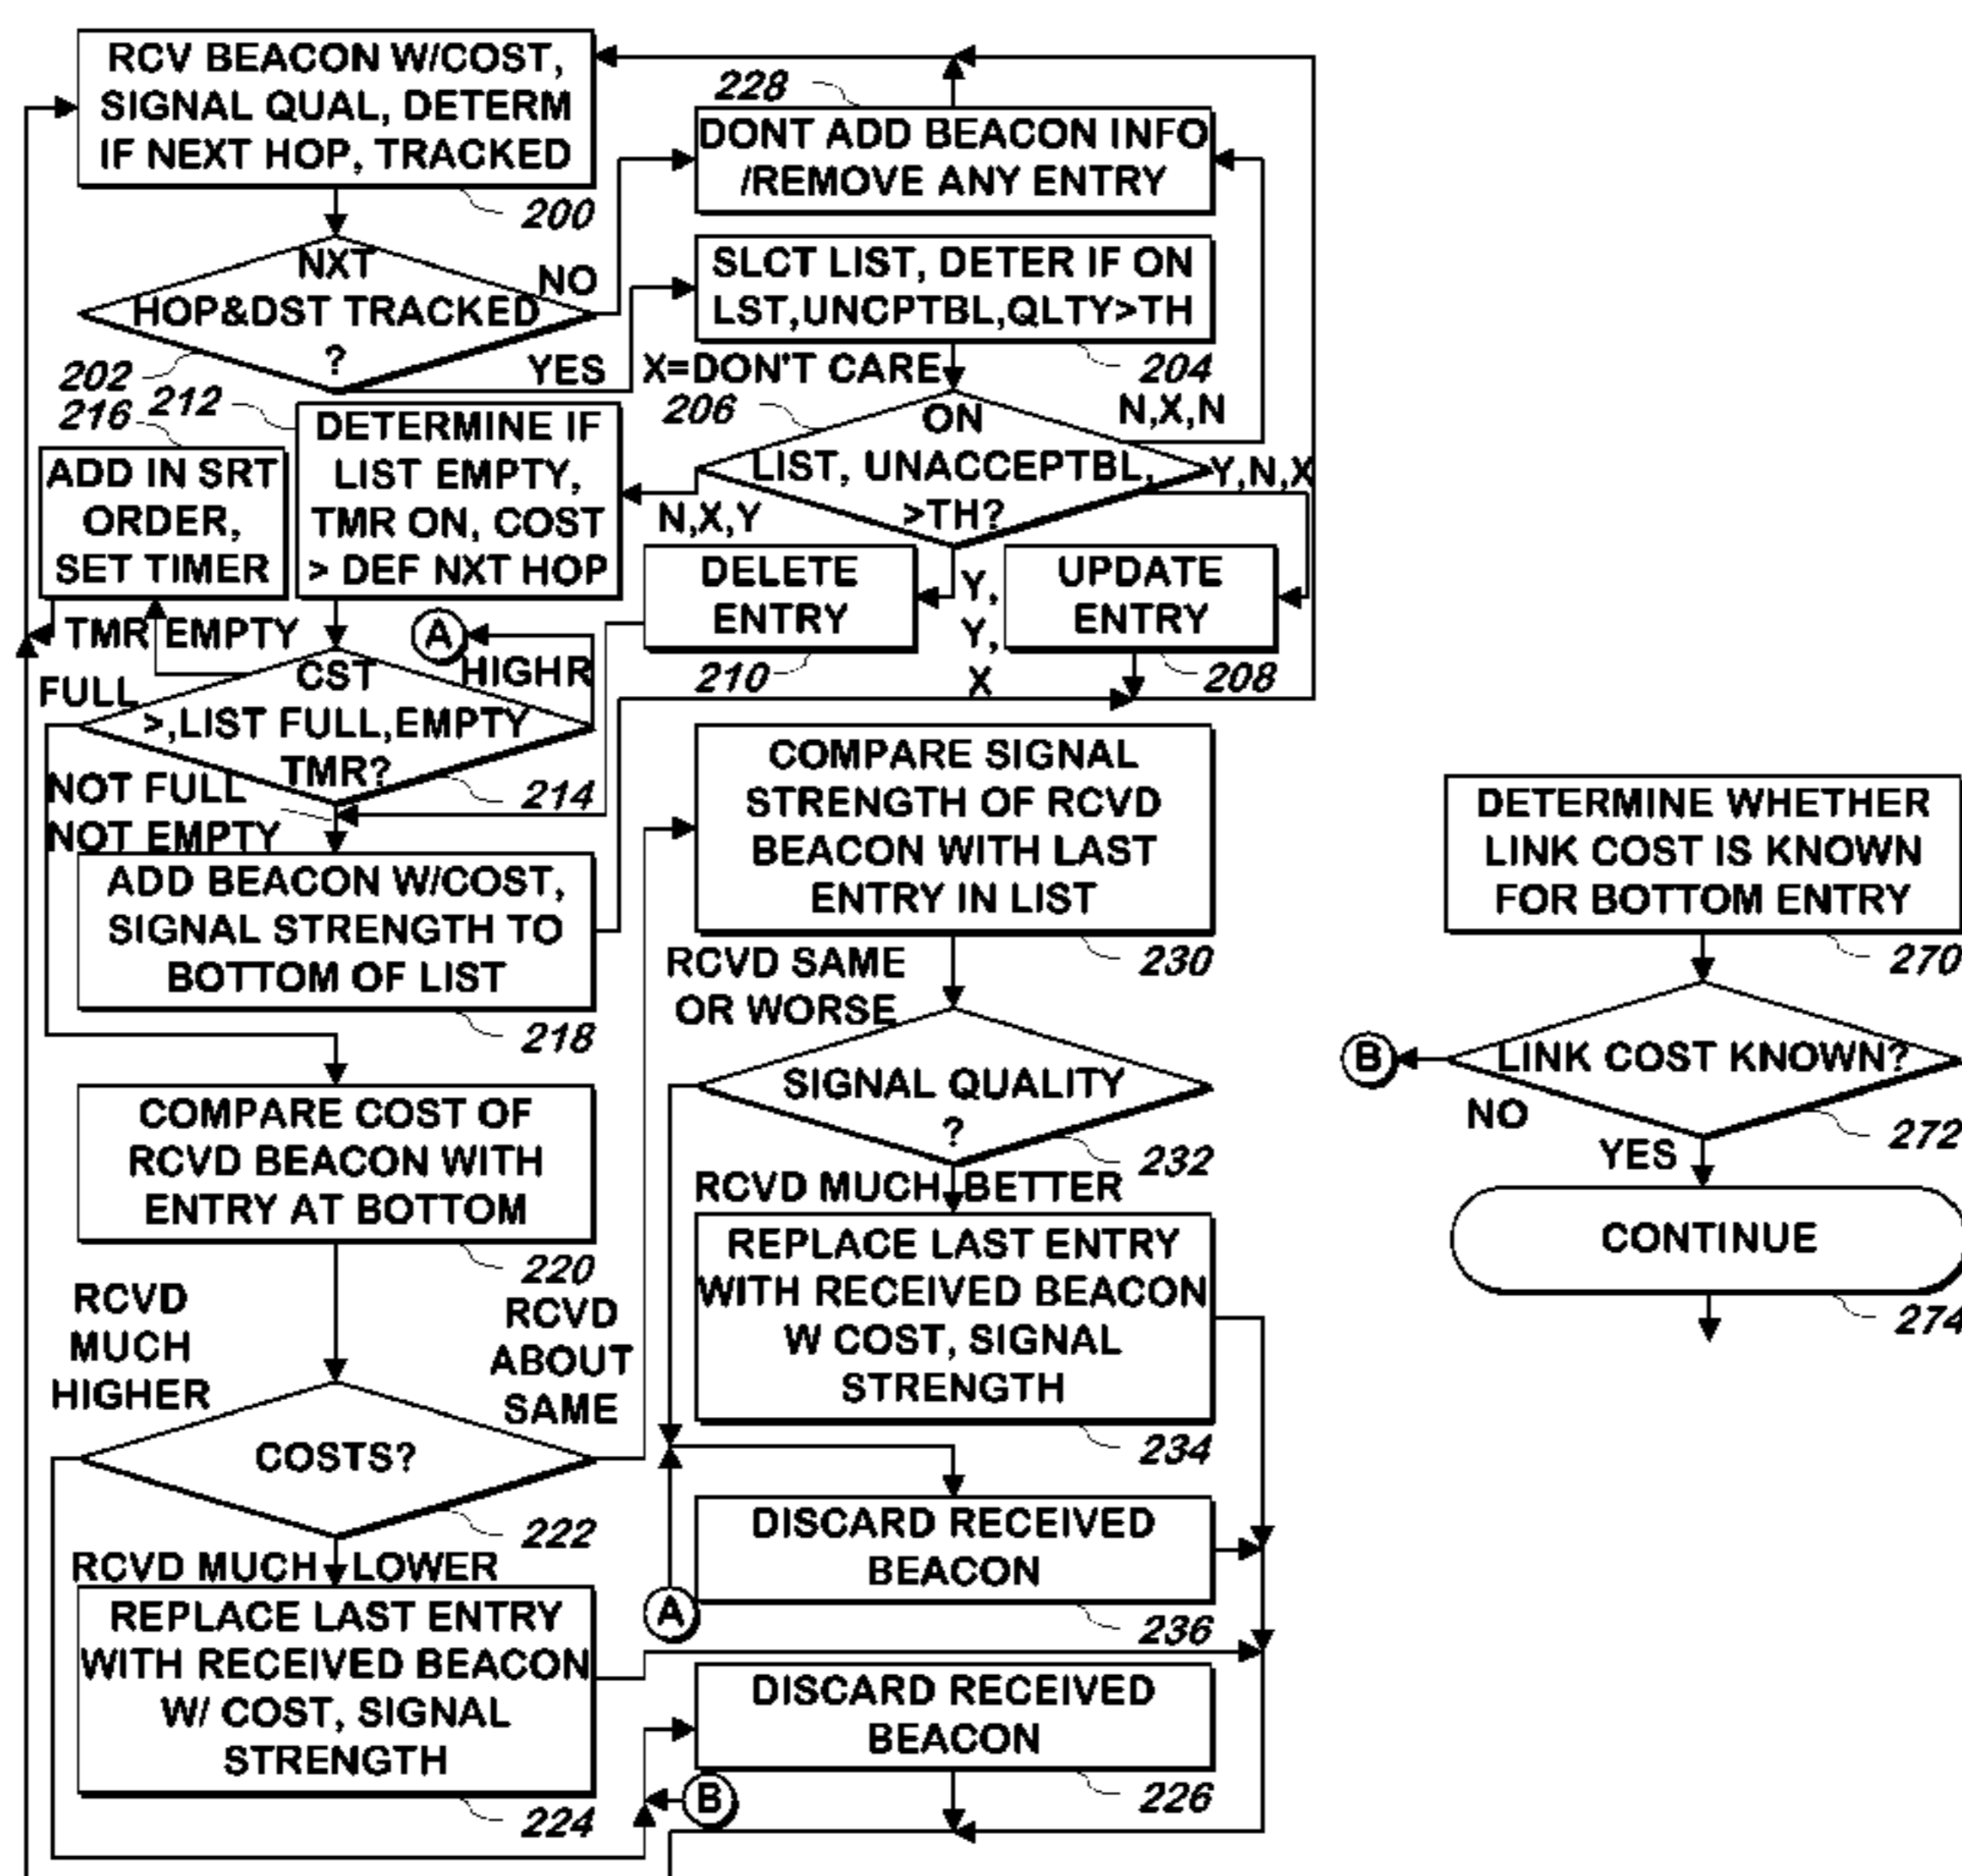 RCV BEACON W/COST,
SIGNAL QUAL, DETERM
IF NEXT HOP, TRACKED
200
NXT
HOP&DST TRACKED
?
NO
YES
202
228
DONT ADD BEACON INFO
/REMOVE ANY ENTRY
SLCT LIST, DETER IF ON
LST,UNCPTBL,QLTY>TH
204
X=DON'T CARE
206
ON
LIST, UNACCEPTBL,
>TH?
N,X,N
Y,N,X
N,X,Y
Y,
Y,
X
212
DETERMINE IF
LIST EMPTY,
TMR ON, COST
> DEF NXT HOP
216
ADD IN SRT
ORDER,
SET TIMER
DELETE
ENTRY
210
UPDATE
ENTRY
208
TMR EMPTY
A
HIGHR
FULL
CST
>,LIST FULL,EMPTY
TMR?
214
NOT FULL
NOT EMPTY
ADD BEACON W/COST,
SIGNAL STRENGTH TO
BOTTOM OF LIST
218
COMPARE COST OF
RCVD BEACON WITH
ENTRY AT BOTTOM
220
RCVD
MUCH
HIGHER
RCVD
ABOUT
SAME
COSTS?
222
RCVD MUCH LOWER
REPLACE LAST ENTRY
WITH RECEIVED BEACON
W/ COST, SIGNAL
STRENGTH
224
COMPARE SIGNAL
STRENGTH OF RCVD
BEACON WITH LAST
ENTRY IN LIST
230
RCVD SAME
OR WORSE
SIGNAL QUALITY
?
232
RCVD MUCH BETTER
REPLACE LAST ENTRY
WITH RECEIVED BEACON
W COST, SIGNAL
STRENGTH
234
DISCARD RECEIVED
BEACON
236
A
DISCARD RECEIVED
BEACON
226
B
DETERMINE WHETHER
LINK COST IS KNOWN
FOR BOTTOM ENTRY
270
B
LINK COST KNOWN?
NO
272
YES
CONTINUE
274